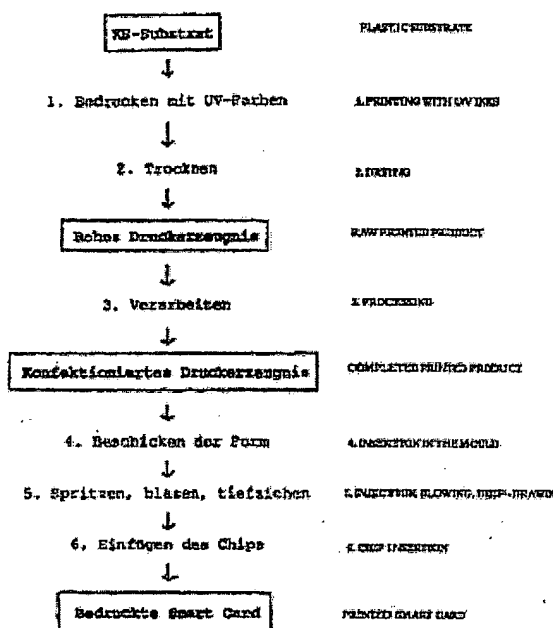 KS-Substrat PLASTIC SUBSTRATE
1. Bedrucken mit UV-Farben 1. PRINTING WITH UV INKS
2. Trocknen 2. DRYING
Rohes Druckerzeugnis RAW PRINTED PRODUCT
3. Verarbeiten 3. PROCESSING
Konfektioniertes Druckerzeugnis COMPLETED PRINTED PRODUCT
4. Beschicken der Form 4. INSERTION IN THE MOULD
5. Spritzen, blasen, tiefziehen 5. INJECTION, BLOWING, DEEP-DRAWING
6. Einfügen des Chips 6. CHIP INSERTION
Bedruckte Smart Card PRINTED SMART CARD